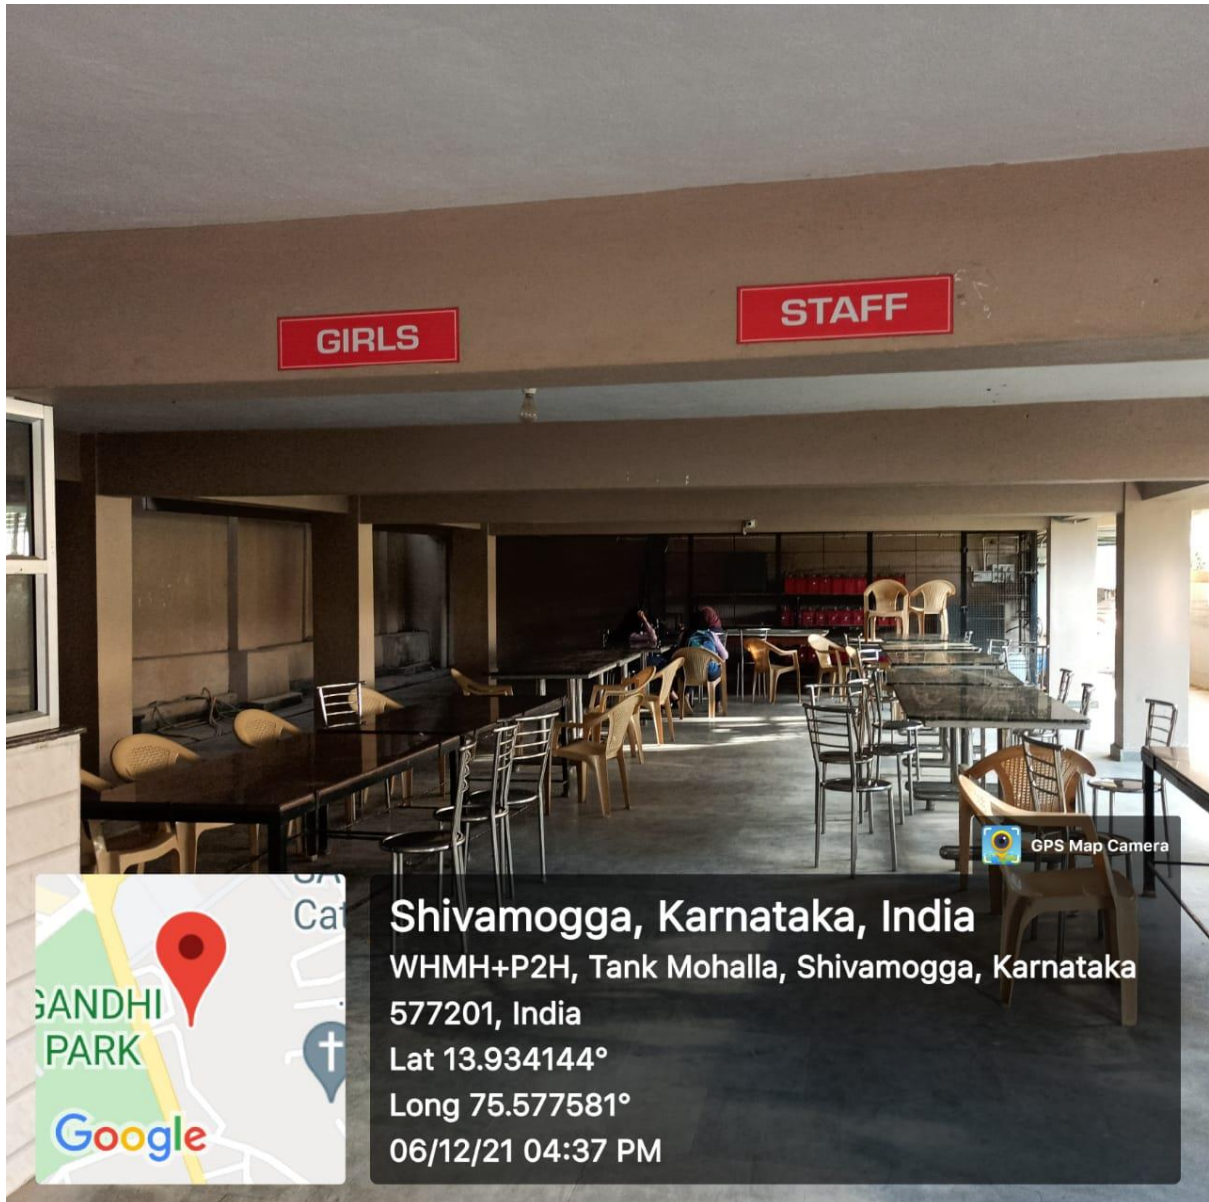 GIRLS
STAFF
GPS Map Camera
Cat
GANDHI
PARK
Google
Shivamogga, Karnataka, India
WHMH+P2H, Tank Mohalla, Shivamogga, Karnataka
577201, India
Lat 13.934144°
Long 75.577581°
06/12/21 04:37 PM